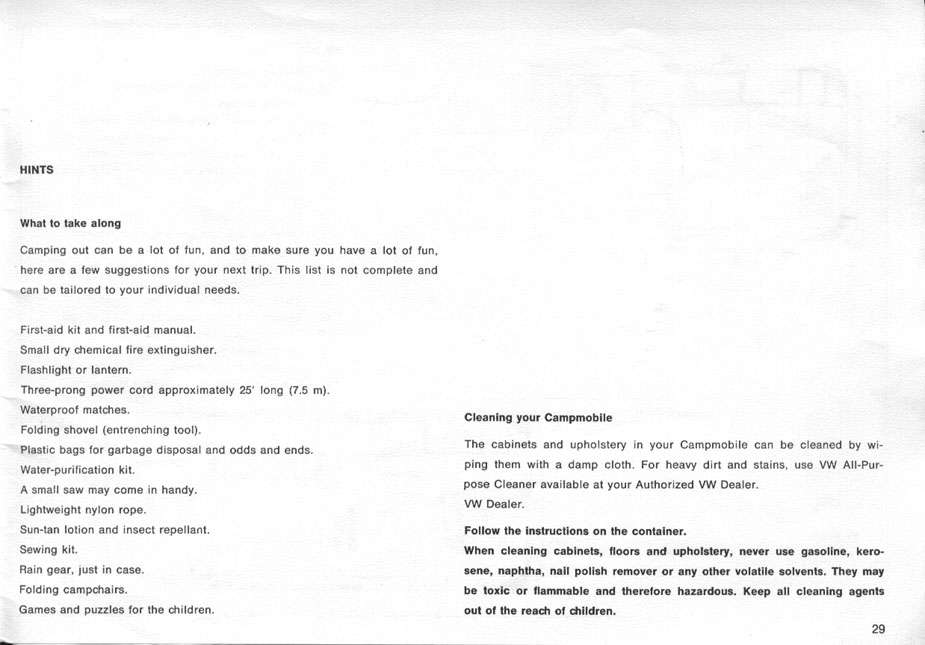 HINTS
What to take along
Camping out can be a lot of fun, and to make sure you have a lot of fun,
here are a few suggestions for your next trip. This list is not complete and
can be tailored to your individual needs.
First-aid kit and first-aid manual.
Small dry chemical fire extinguisher.
Flashlight or lantern.
Three-prong power cord approximately 25' long (7.5 m).
Waterproof matches.
Folding shovel (entrenching tool).
Plastic bags for garbage disposal and odds and ends.
Water-purification kit.
A small saw may come in handy.
Lightweight nylon rope.
Sun-tan lotion and insect repellant.
Sewing kit.
Rain gear, just in case.
Folding campchairs.
Games and puzzles for the children.
Cleaning your Campmobile
The cabinets and upholstery in your Campmobile can be cleaned by wi-
ping them with a damp cloth. For heavy dirt and stains, use VW All-Pur-
pose Cleaner available at your Authorized VW Dealer.
VW Dealer.
Follow the instructions on the container.
When cleaning cabinets, floors and upholstery, never use gasoline, kero-
sene, naphtha, nail polish remover or any other volatile solvents. They may
be toxic or flammable and therefore hazardous. Keep all cleaning agents
out of the reach of children.
29